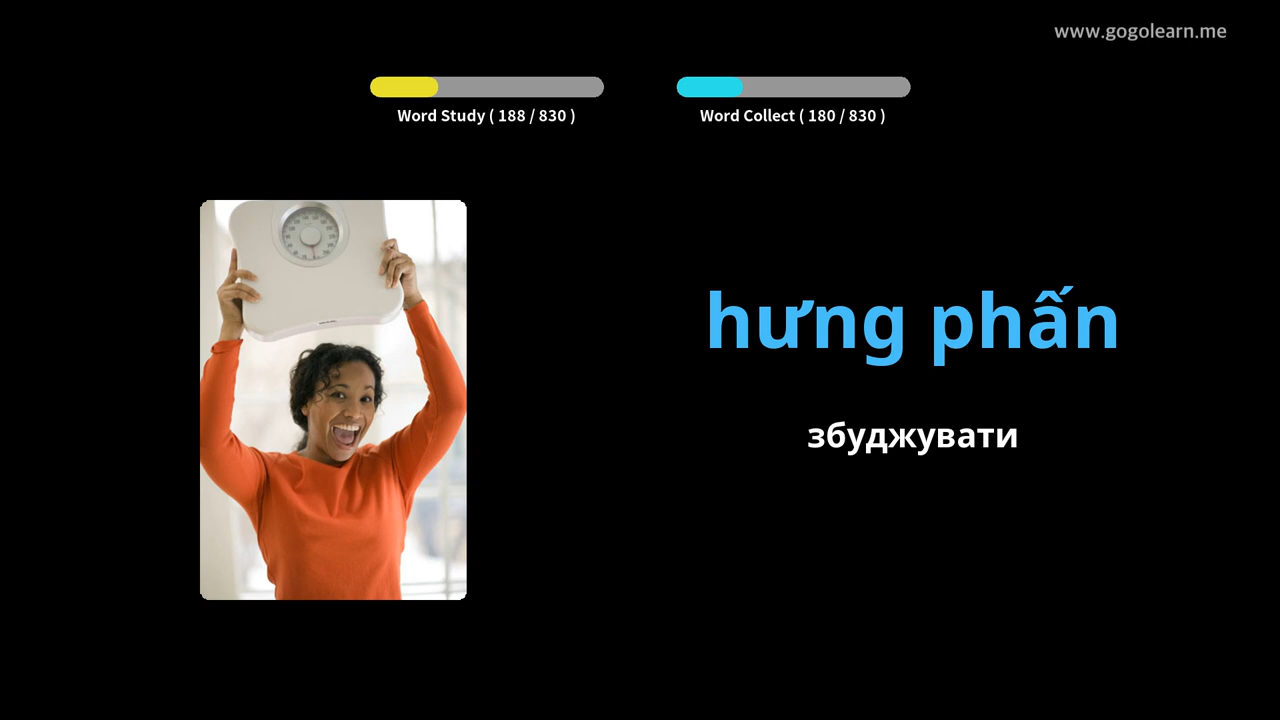 www.gogolearn.me
Word Study ( 188 / 830 )
Word Collect ( 180 / 830 )
hưng phấn
збуджувати